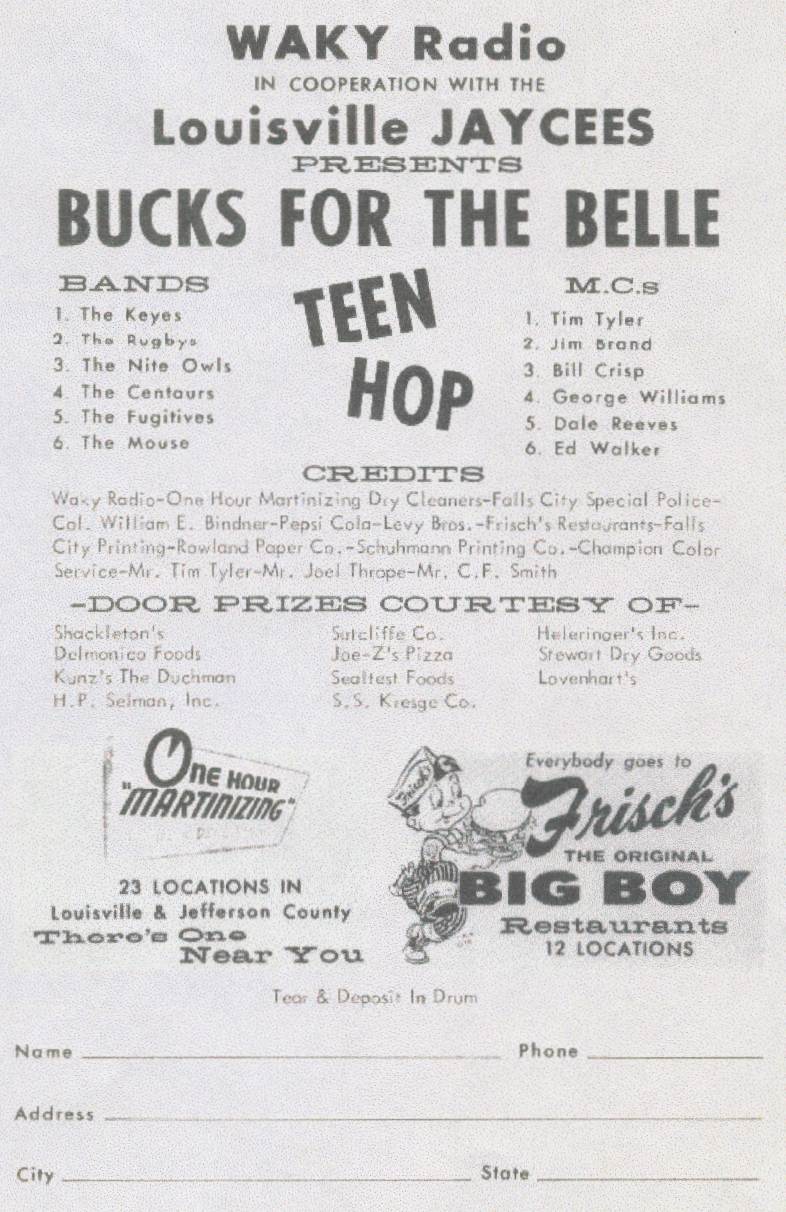 WAKY Radio
IN COOPERATION WITH THE
Louisville JAYCEES
PRESENTS
BUCKS FOR THE BELLE
TEEN
HOP
BANDS
1. The Keyes
2. The Rugbys
3. The Nite Owls
4. The Centaurs
5. The Fugitives
6. The Mouse
M.C.s
1. Tim Tyler
2. Jim Brand
3. Bill Crisp
4. George Williams
5. Dale Reeves
6. Ed Walker
CREDITS
Waky Radio-One Hour Martinizing Dry Cleaners-Falls City Special Police-
Col. William E. Bindner-Pepsi Cola-Levy Bros.-Frisch's Restaurants-Falls
City Printing-Rowland Paper Co.-Schuhmann Printing Co.-Champion Color
Service-Mr. Tim Tyler-Mr. Joel Thrope-Mr. C.F. Smith
-DOOR PRIZES COURTESY OF-
Shackleton's
Delmonico Foods
Kunz's The Duchman
H.P. Selman, Inc.
Sutcliffe Co.
Joe-Z's Pizza
Sealtest Foods
S.S. Kresge Co.
Heleringer's Inc.
Stewart Dry Goods
Lovenhart's
One HOUR
"MARTINIZING"
23 LOCATIONS IN
Louisville & Jefferson County
There's One
Near You
Frisch's
Everybody goes to
Frisch's
THE ORIGINAL
BIG BOY
Restaurants
12 LOCATIONS
Tear & Deposit In Drum
Name Phone
Address
City State